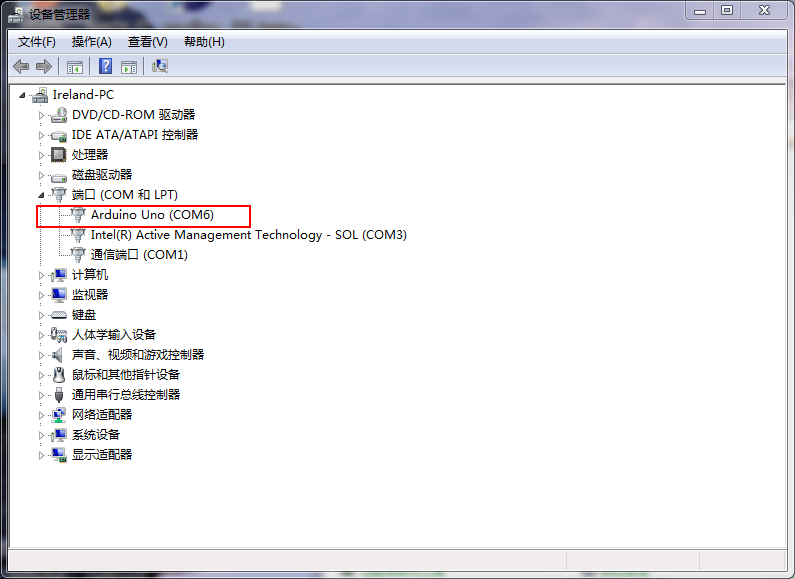 设备管理器
文件(F) 操作(A) 查看(V) 帮助(H)
Ireland-PC
DVD/CD-ROM 驱动器
IDE ATA/ATAPI 控制器
处理器
磁盘驱动器
端口 (COM 和 LPT)
Arduino Uno (COM6)
Intel(R) Active Management Technology - SOL (COM3)
通信端口 (COM1)
计算机
监视器
键盘
人体学输入设备
声音、视频和游戏控制器
鼠标和其他指针设备
通用串行总线控制器
网络适配器
系统设备
显示适配器